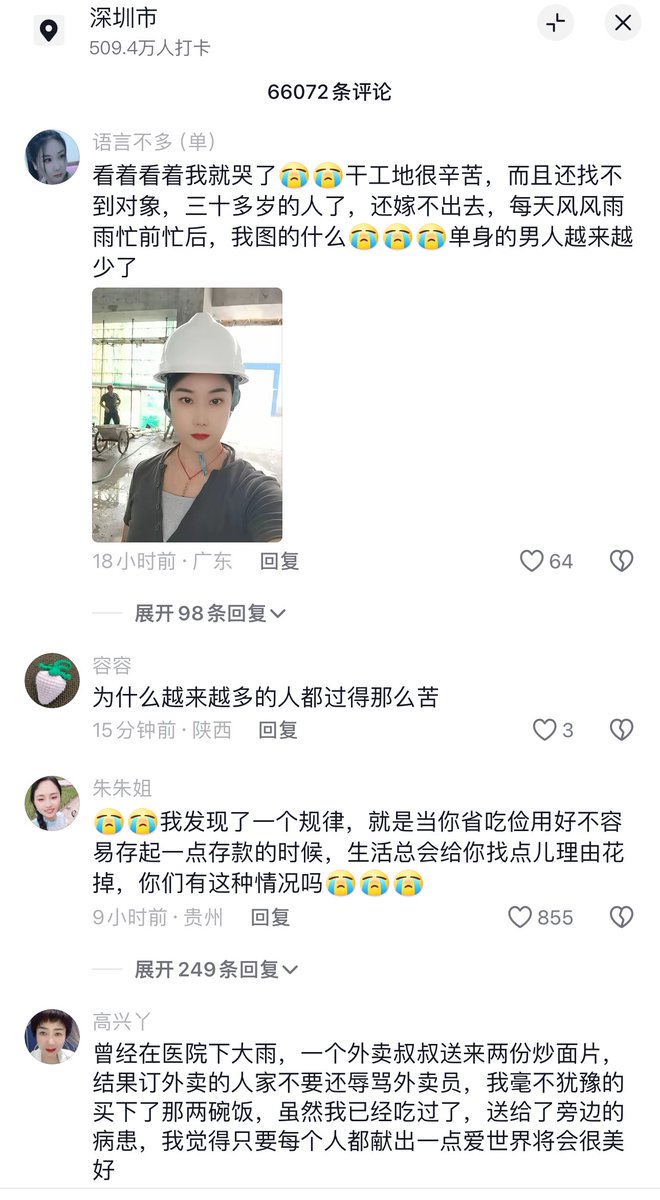 深圳市
509.4万人打卡
66072条评论
语言不多（单）
看着看着我就哭了😭😭干工地很辛苦，而且还找不
到对象，三十多岁的人了，还嫁不出去，每天风风雨
雨忙前忙后，我图的什么😭😭😭单身的男人越来越
少了
18小时前·广东 回复 64
展开98条回复
容容
为什么越来越多的人都过得那么苦
15分钟前·陕西 回复 3
朱朱姐
😭😭我发现了一个规律，就是当你省吃俭用好不容
易存起一点存款的时候，生活总会给你找点儿理由花
掉，你们有这种情况吗😭😭😭
9小时前·贵州 回复 855
展开249条回复
高兴丫
曾经在医院下大雨，一个外卖叔叔送来两份炒面片，
结果订外卖的人家不要还辱骂外卖员，我毫不犹豫的
买下了那两碗饭，虽然我已经吃过了，送给了旁边的
病患，我觉得只要每个人都献出一点爱世界将会很美
好